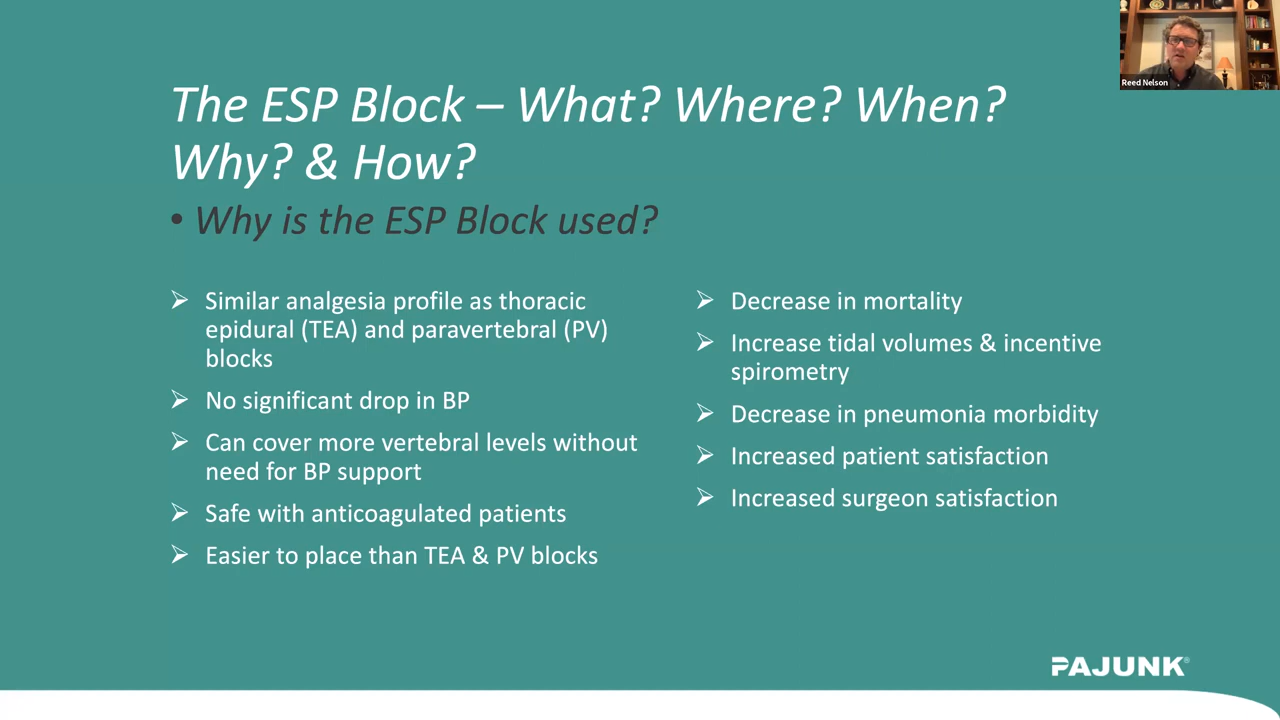 Reed Nelson
The ESP Block – What? Where? When?
Why? & How?
• Why is the ESP Block used?
➢ Similar analgesia profile as thoracic
epidural (TEA) and paravertebral (PV)
blocks
➢ No significant drop in BP
➢ Can cover more vertebral levels without
need for BP support
➢ Safe with anticoagulated patients
➢ Easier to place than TEA & PV blocks
➢ Decrease in mortality
➢ Increase tidal volumes & incentive
spirometry
➢ Decrease in pneumonia morbidity
➢ Increased patient satisfaction
➢ Increased surgeon satisfaction
PAJUNK®